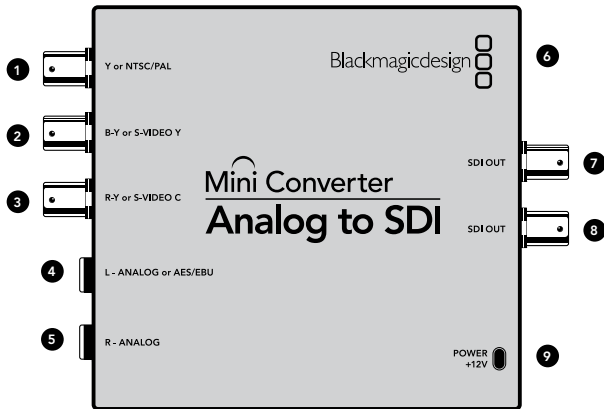 Blackmagicdesign
1
Y or NTSC/PAL
6
2
B-Y or S-VIDEO Y
SDI OUT
7
3
R-Y or S-VIDEO C
Mini Converter
Analog to SDI
SDI OUT
8
4
L - ANALOG or AES/EBU
5
R - ANALOG
POWER
+12V
9